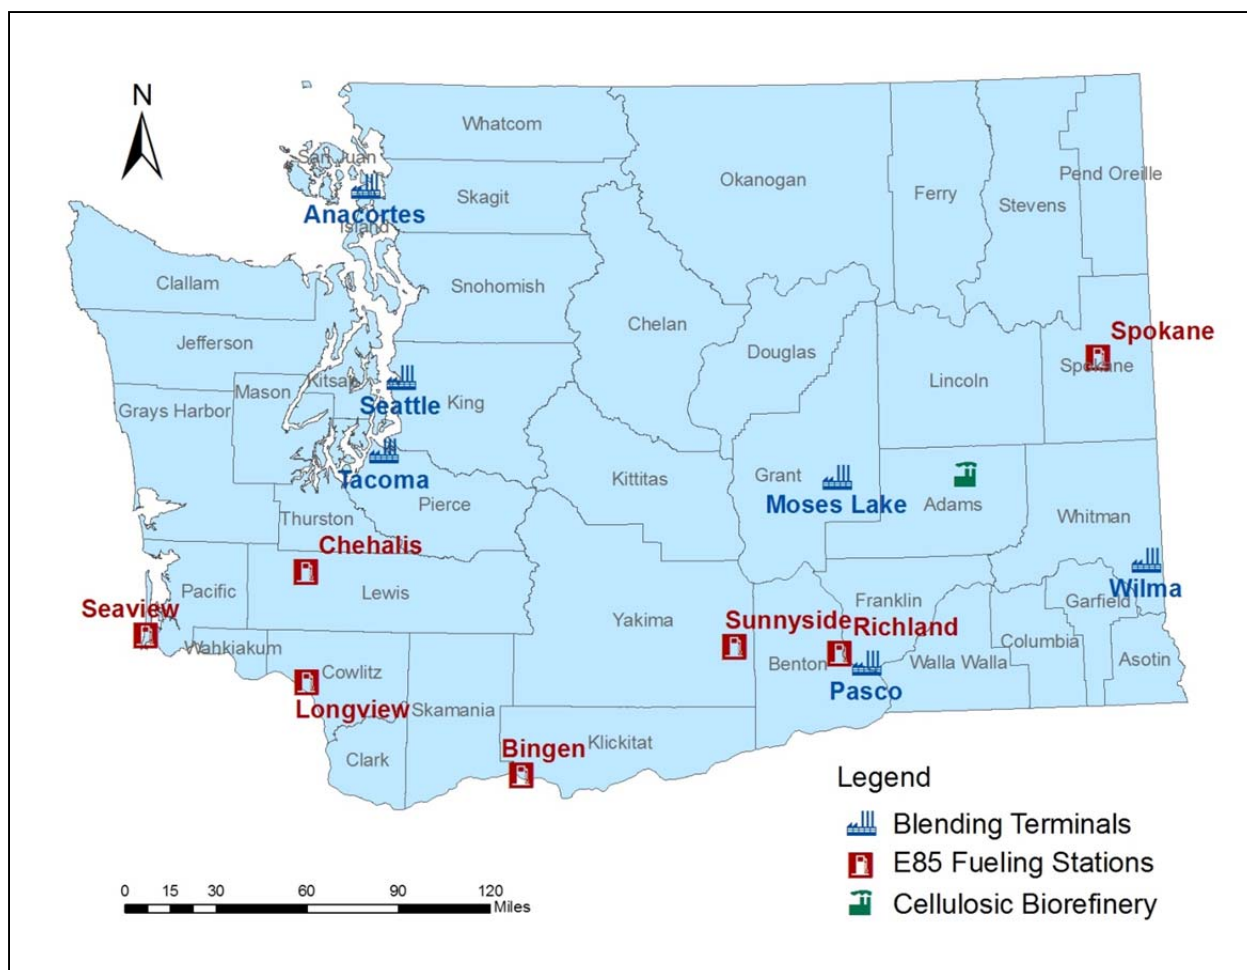 N
Whatcom
San Juan
Pend Oreille
Okanogan
Ferry
Skagit
Stevens
Anacortes
Island
Clallam
Snohomish
Chelan
Spokane
Jefferson
Douglas
Spokane
Kitsap
Lincoln
Mason
Seattle
King
Grays Harbor
Tacoma
Kittitas
Grant
Moses Lake
Adams
Pierce
Thurston
Whitman
Chehalis
Pacific
Lewis
Wilma
Seaview
Franklin
Garfield
Yakima
Sunnyside
Richland
Wahkiakum
Columbia
Cowlitz
Benton
Walla Walla
Asotin
Pasco
Longview
Skamania
Bingen
Klickitat
Clark
Legend
Blending Terminals
E85 Fueling Stations
Cellulosic Biorefinery
0 15 30 60 90 120
Miles